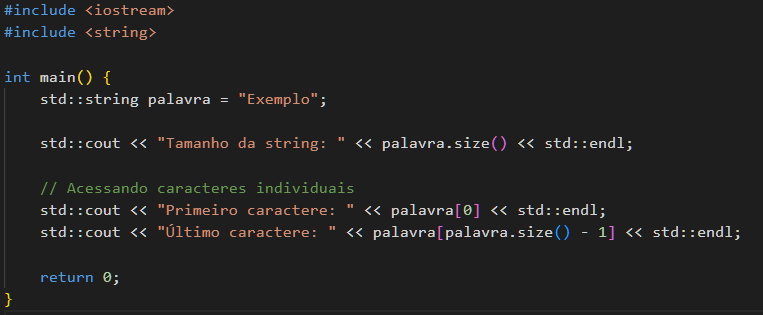 #include <iostream>
#include <string>
int main() {
std::string palavra = "Exemplo";
std::cout << "Tamanho da string: " << palavra.size() << std::endl;
// Acessando caracteres individuais
std::cout << "Primeiro caractere: " << palavra[0] << std::endl;
std::cout << "Último caractere: " << palavra[palavra.size() - 1] << std::endl;
return 0;
}